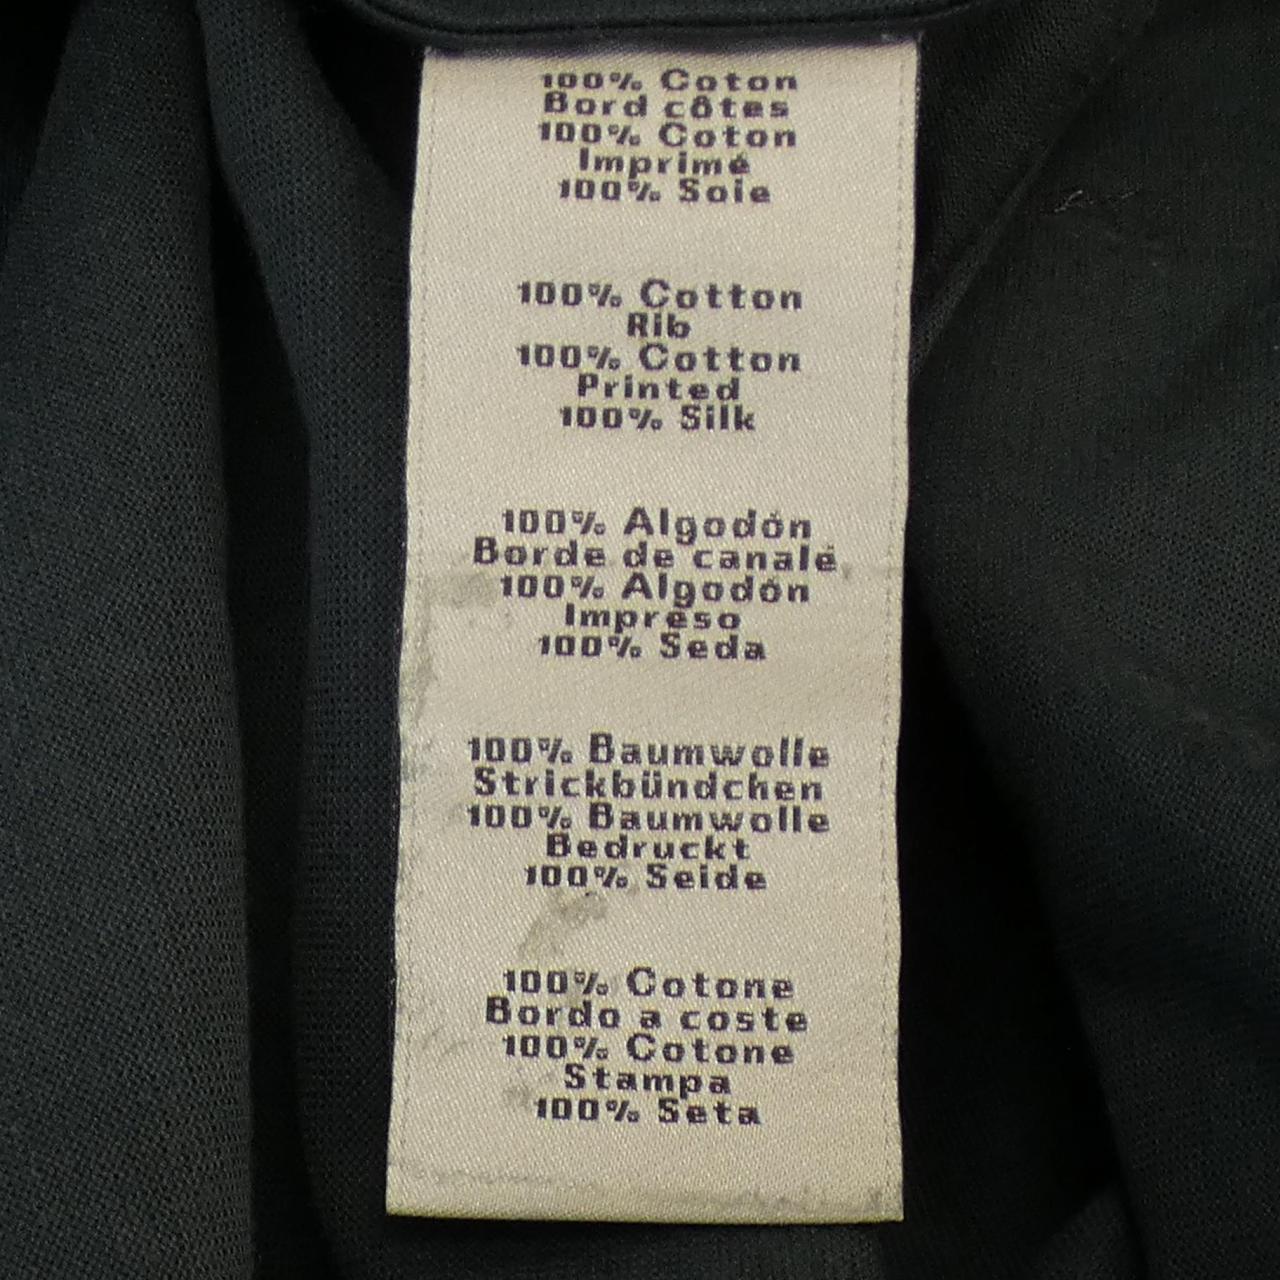 100% Coton
Bord côtes
100% Coton
Imprimé
100% Soie
100% Cotton
Rib
100% Cotton
Printed
100% Silk
100% Algodón
Borde de canalé
100% Algodón
Impreso
100% Seda
100% Baumwolle
Strickbündchen
100% Baumwolle
Bedruckt
100% Seide
100% Cotone
Bordo a coste
100% Cotone
Stampa
100% Seta